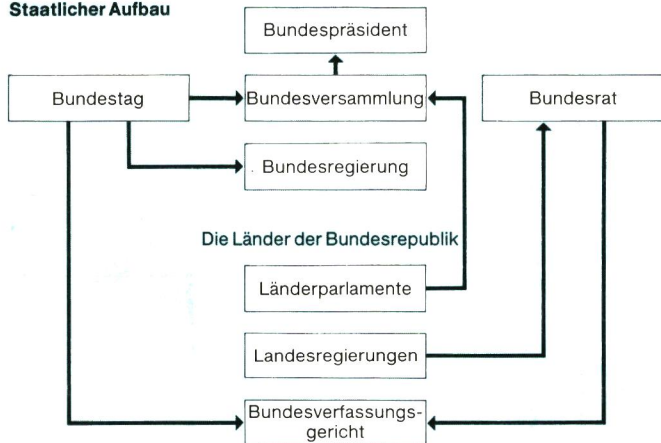 Staatlicher Aufbau
Bundespräsident
Bundestag
Bundesversammlung
Bundesrat
Bundesregierung
Die Länder der Bundesrepublik
Länderparlamente
Landesregierungen
Bundesverfassungs-
gericht